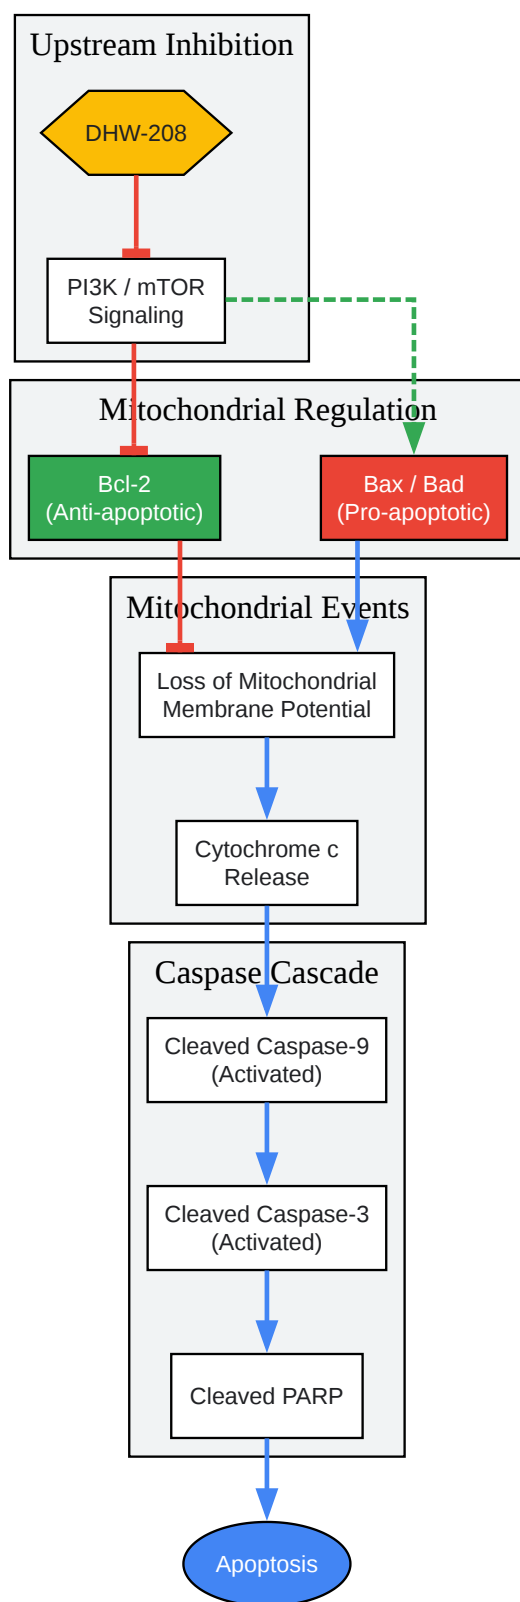 Upstream Inhibition
DHW-208
PI3K / mTOR
Signaling
Mitochondrial Regulation
Bcl-2
(Anti-apoptotic)
Bax / Bad
(Pro-apoptotic)
Mitochondrial Events
Loss of Mitochondrial
Membrane Potential
Cytochrome c
Release
Caspase Cascade
Cleaved Caspase-9
(Activated)
Cleaved Caspase-3
(Activated)
Cleaved PARP
Apoptosis